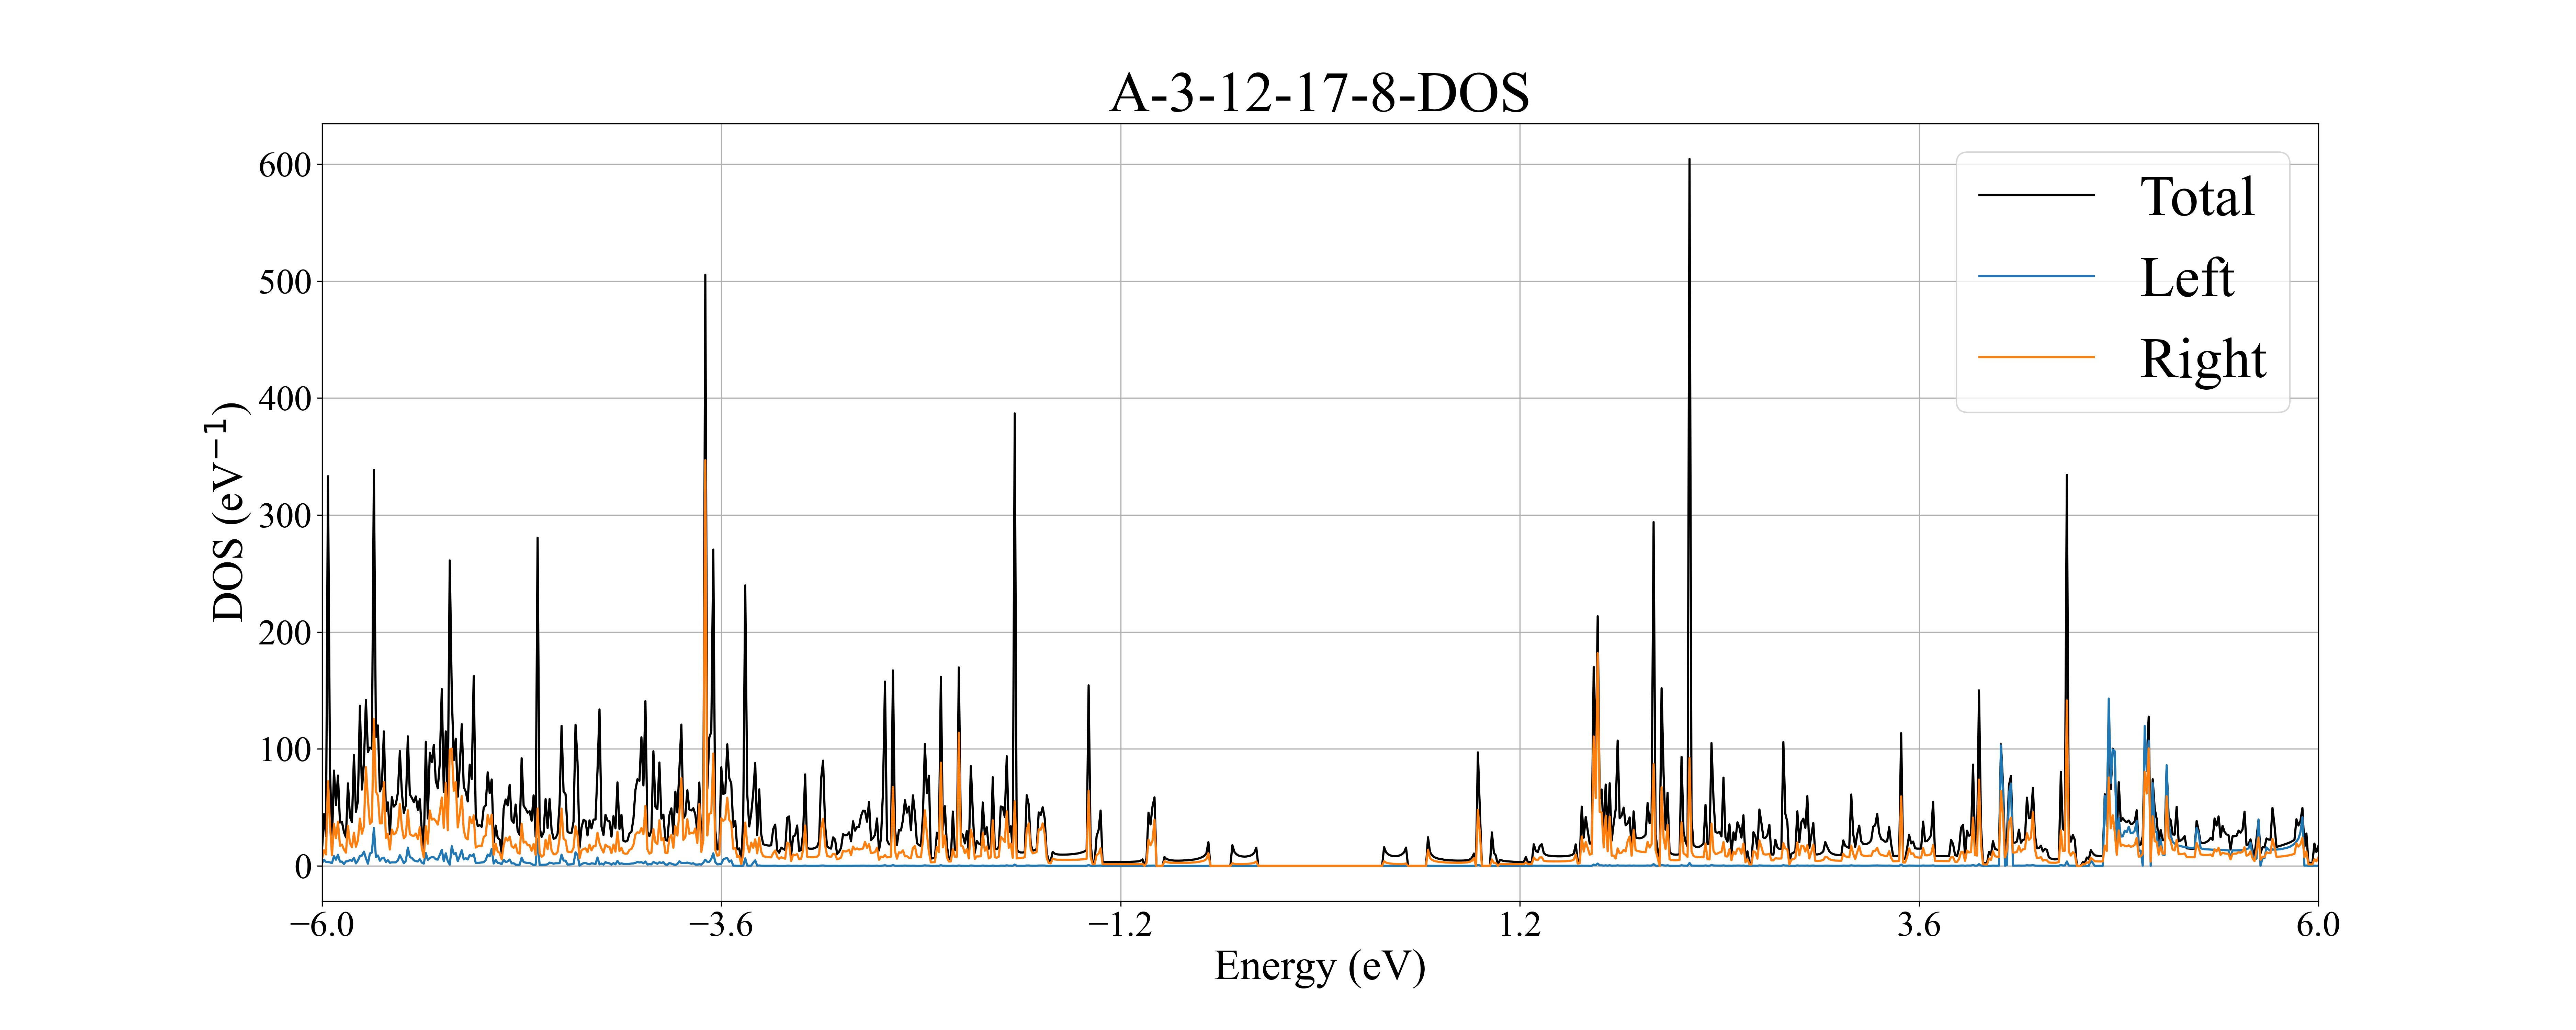 A-3-12-17-8-DOS
DOS (eV⁻¹)
600
500
400
300
200
100
0
Total
Left
Right
−6.0 −3.6 −1.2 1.2 3.6 6.0
Energy (eV)